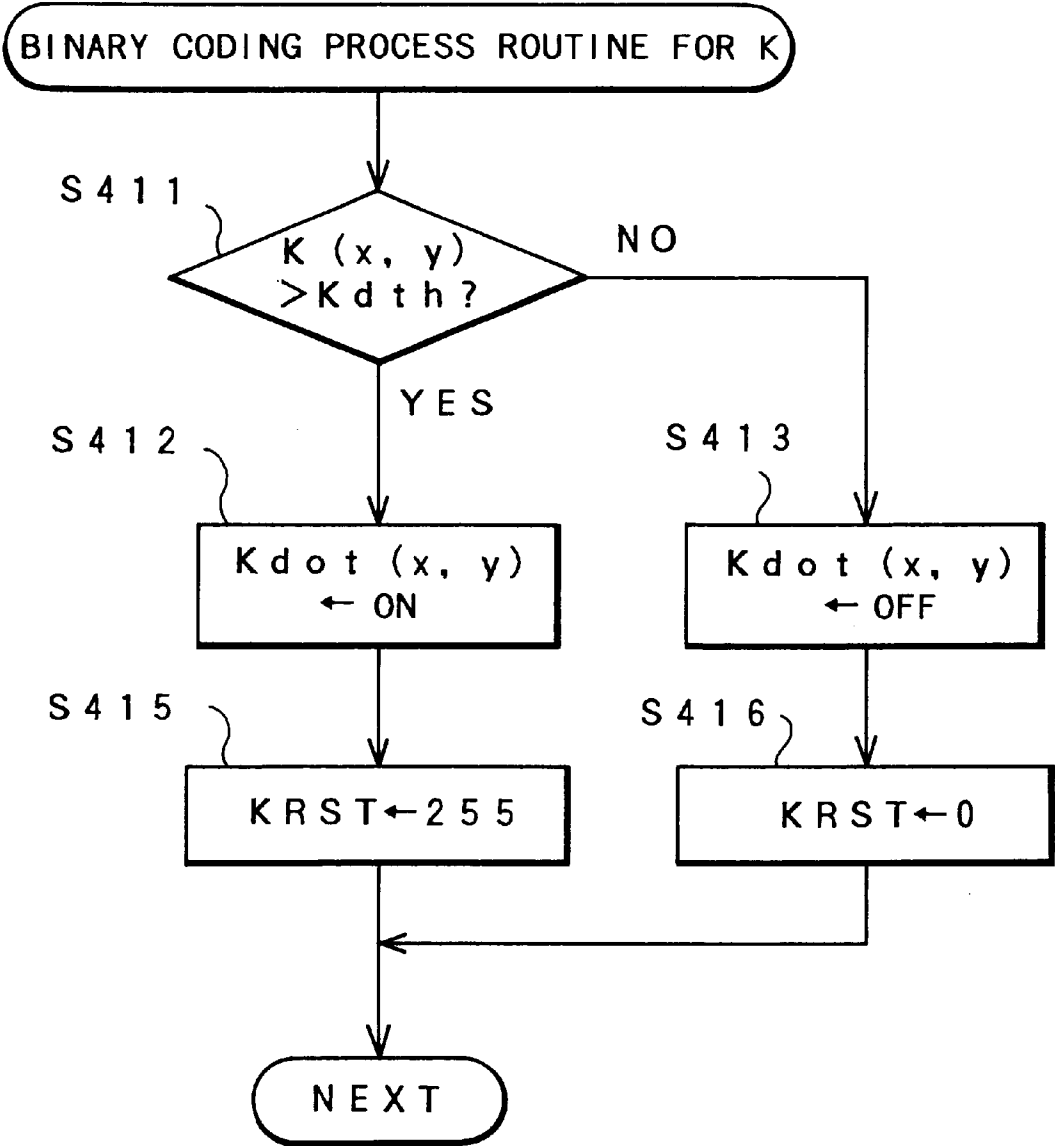 BINARY CODING PROCESS ROUTINE FOR K
S411
K (x, y)
>Kdth?
NO
YES
S412
S413
Kdot (x, y)
← ON
Kdot (x, y)
← OFF
S415
S416
KRST←255
KRST←0
NEXT